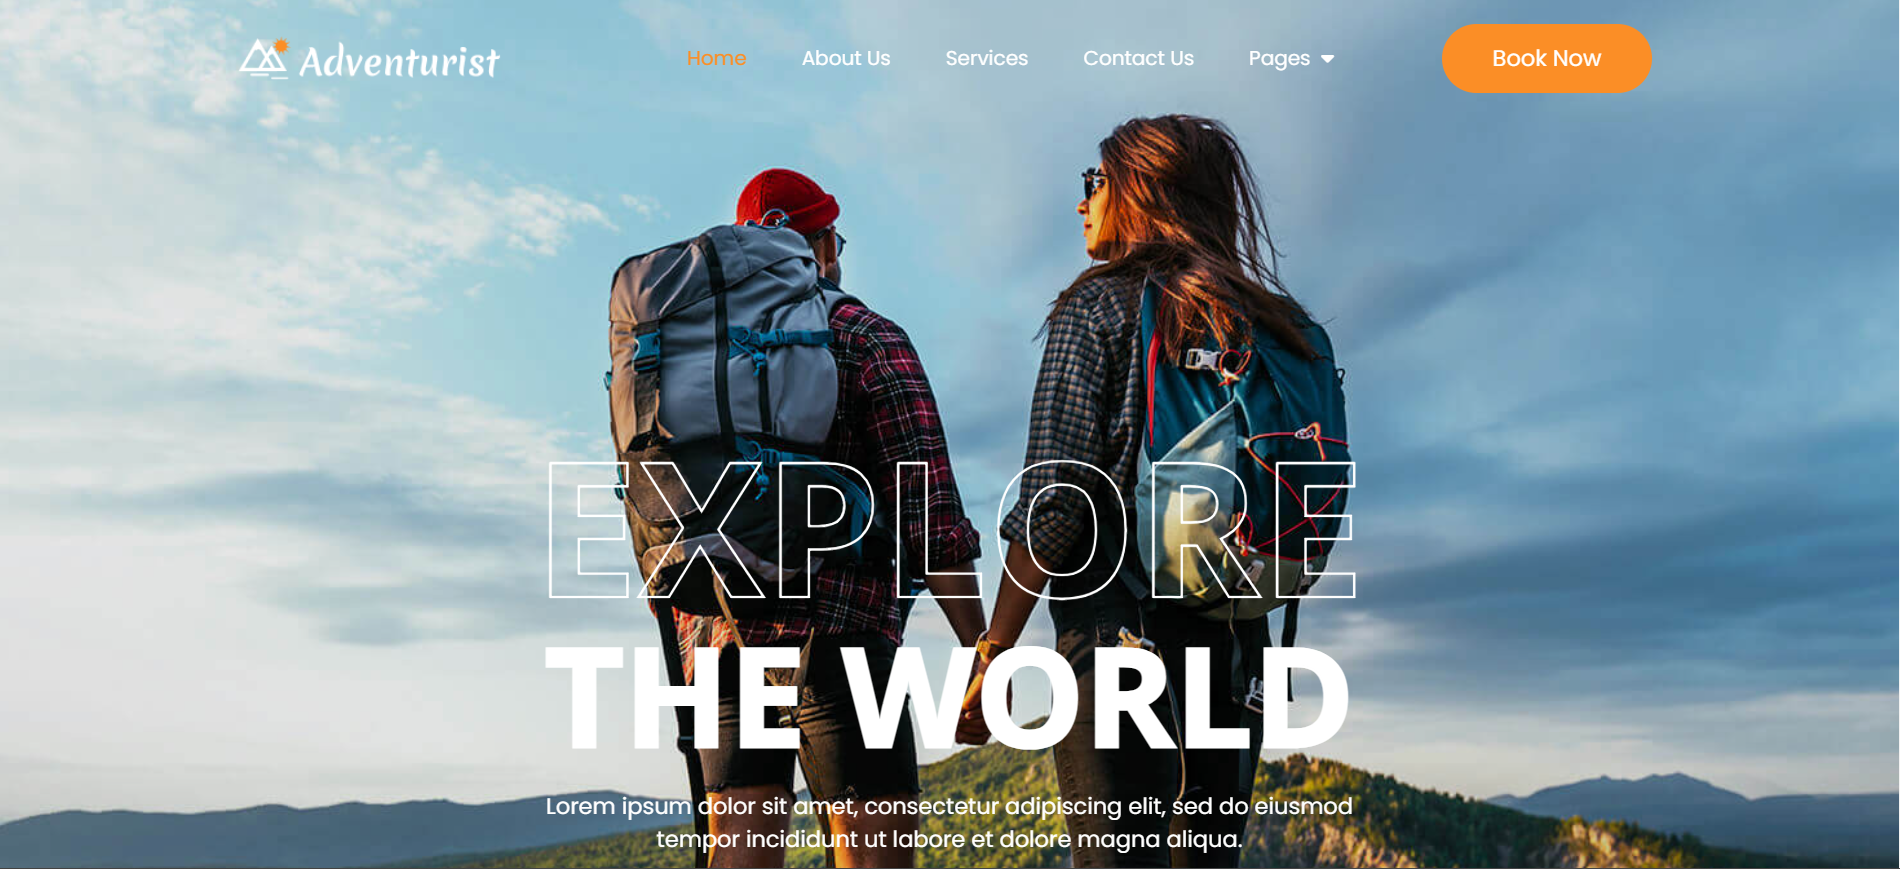 Adventurist
Home About Us Services Contact Us Pages
Book Now
EXPLORE
THE WORLD
Lorem ipsum dolor sit amet, consectetur adipiscing elit, sed do eiusmod
tempor incididunt ut labore et dolore magna aliqua.